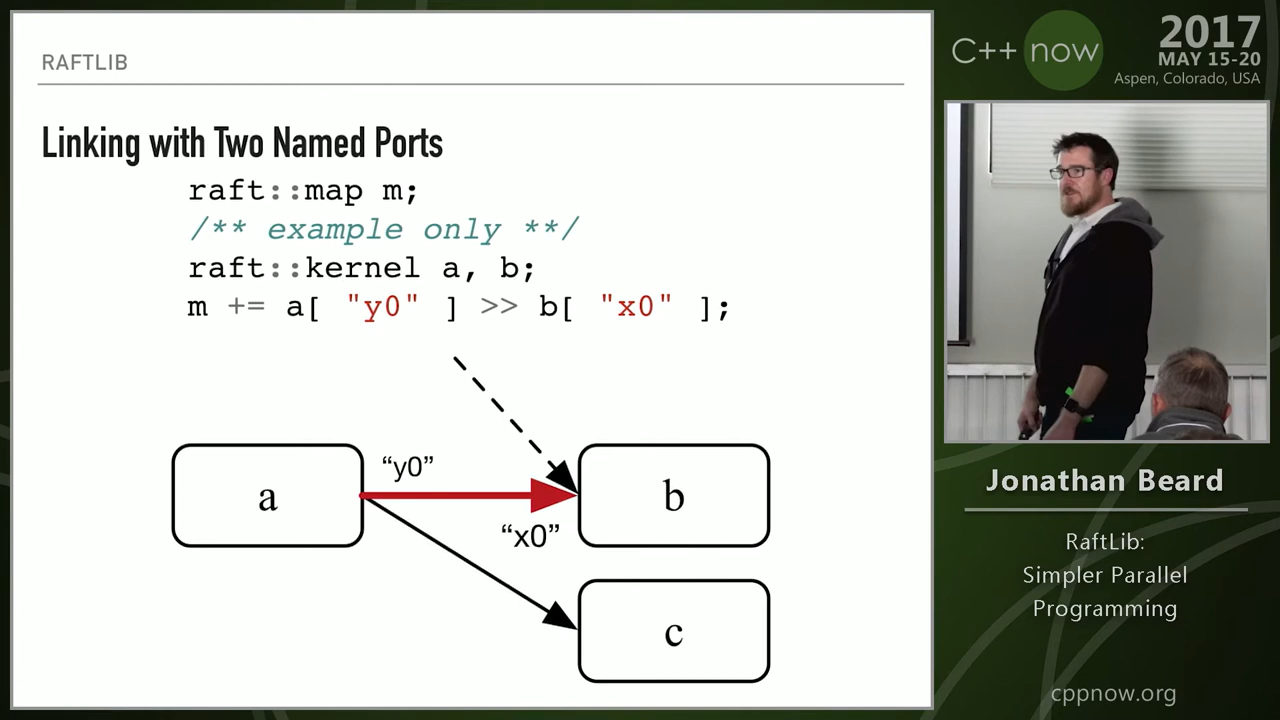 RAFTLIB
Linking with Two Named Ports
raft::map m;
/** example only **/
raft::kernel a, b;
m += a[ "y0" ] >> b[ "x0" ];
a
“y0”
“x0”
b
c
C++ now
2017
MAY 15-20
Aspen, Colorado, USA
Jonathan Beard
RaftLib:
Simpler Parallel
Programming
cppnow.org